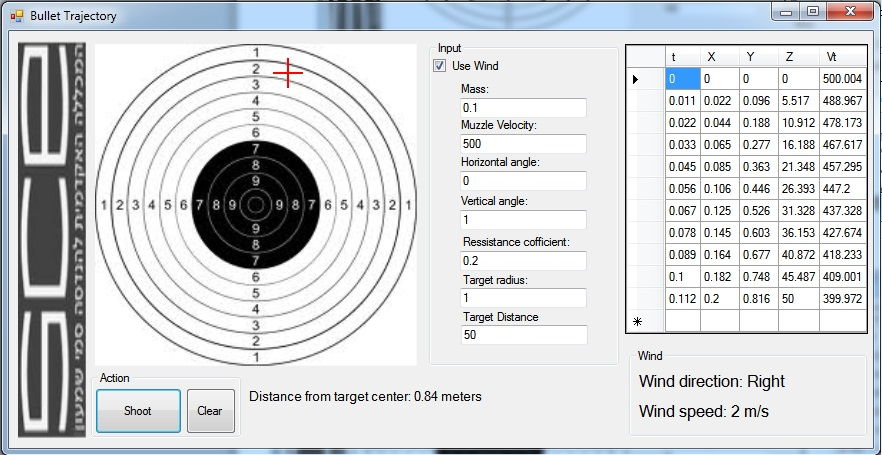 Bullet Trajectory
1
2
3
4
5
6
7
8
9
1 2 3 4 5 6 7 8 9 9 8 7 6 5 4 3 2 1
9
8
7
6
5
4
3
2
1
Input
Use Wind
Mass:
0.1
Muzzle Velocity:
500
Horizontal angle:
0
Vertical angle:
1
Ressistance cofficient:
0.2
Target radius:
1
Target Distance
50
t X Y Z Vt
0 0 0 0 500.004
0.011 0.022 0.096 5.517 488.967
0.022 0.044 0.188 10.912 478.173
0.033 0.065 0.277 16.188 467.617
0.045 0.085 0.363 21.348 457.295
0.056 0.106 0.446 26.393 447.2
0.067 0.125 0.526 31.328 437.328
0.078 0.145 0.603 36.153 427.674
0.089 0.164 0.677 40.872 418.233
0.1 0.182 0.748 45.487 409.001
0.112 0.2 0.816 50 399.972
Action
Shoot
Clear
Distance from target center: 0.84 meters
Wind
Wind direction: Right
Wind speed: 2 m/s